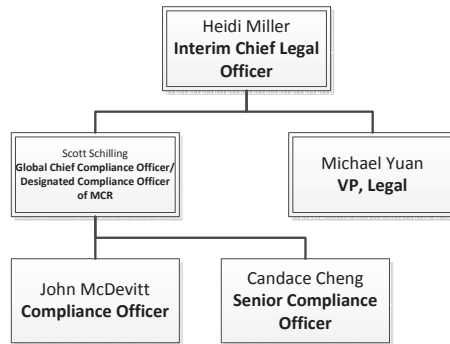 Heidi Miller
Interim Chief Legal
Officer
Scott Schilling
Global Chief Compliance Officer/
Designated Compliance Officer
of MCR
Michael Yuan
VP, Legal
John McDevitt
Compliance Officer
Candace Cheng
Senior Compliance
Officer